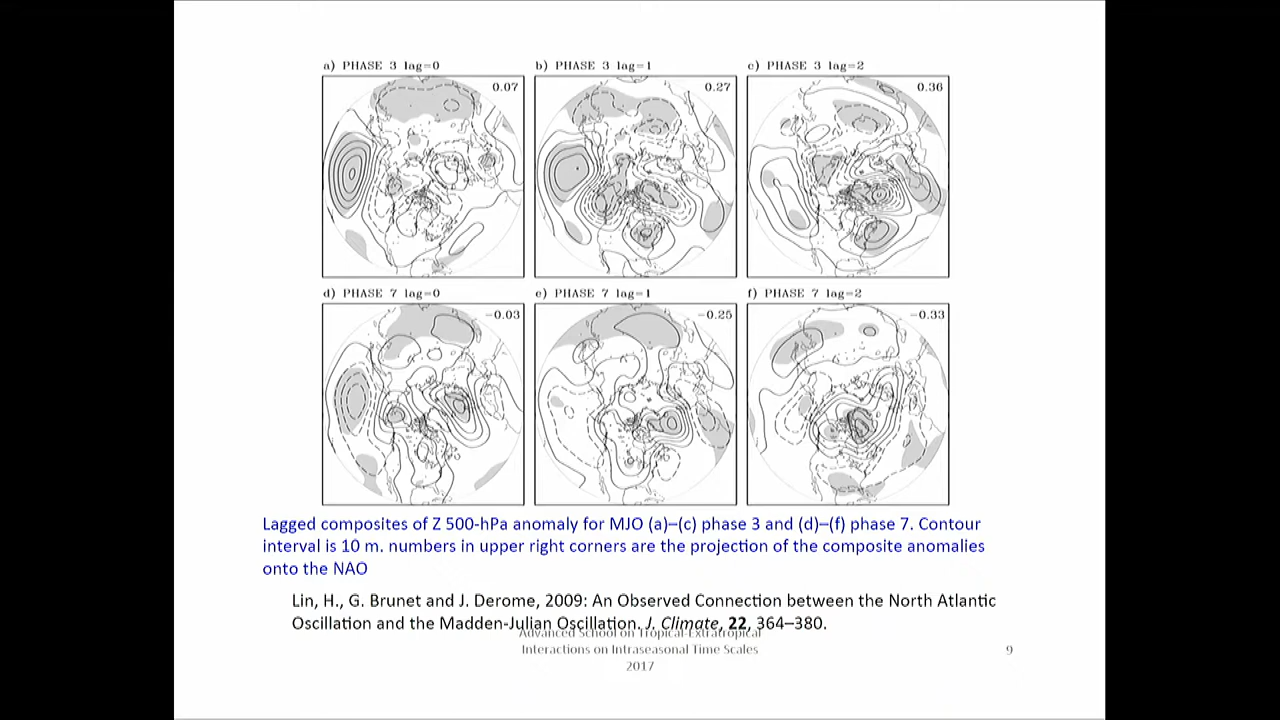 a) PHASE 3 lag=0
b) PHASE 3 lag=1
c) PHASE 3 lag=2
0.07
0.27
0.36
d) PHASE 7 lag=0
e) PHASE 7 lag=1
f) PHASE 7 lag=2
−0.03
−0.25
−0.33
Lagged composites of Z 500-hPa anomaly for MJO (a)–(c) phase 3 and (d)–(f) phase 7. Contour
interval is 10 m. numbers in upper right corners are the projection of the composite anomalies
onto the NAO
Lin, H., G. Brunet and J. Derome, 2009: An Observed Connection between the North Atlantic
Oscillation and the Madden-Julian Oscillation. J. Climate, 22, 364–380.
Advanced School on Tropical-Extratropical
Interactions on Intraseasonal Time Scales
2017
9